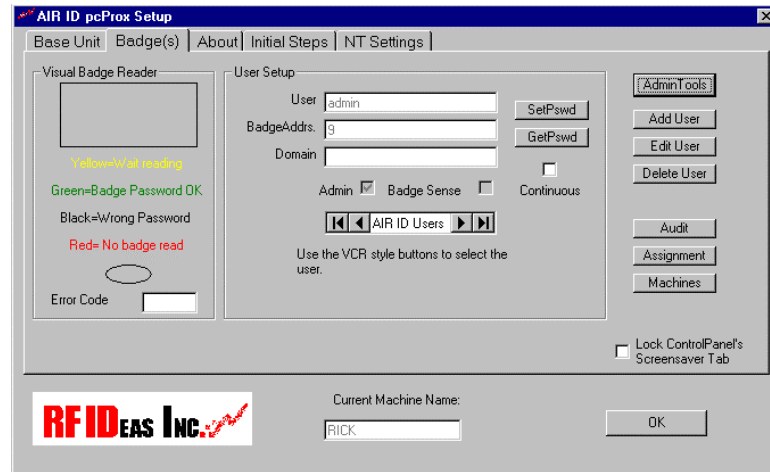 AIR ID pcProx Setup
Base Unit
Badge(s)
About
Initial Steps
NT Settings
Visual Badge Reader
Yellow=Wait reading
Green=Badge Password OK
Black=Wrong Password
Red= No badge read
Error Code
User Setup
User admin
BadgeAddrs. 9
Domain
SetPswd
GetPswd
Continuous
Admin
Badge Sense
AIR ID Users
Use the VCR style buttons to select the
user.
AdminTools
Add User
Edit User
Delete User
Audit
Assignment
Machines
Lock ControlPanel's
Screensaver Tab
RF IDEAS INC.
Current Machine Name:
RICK
OK